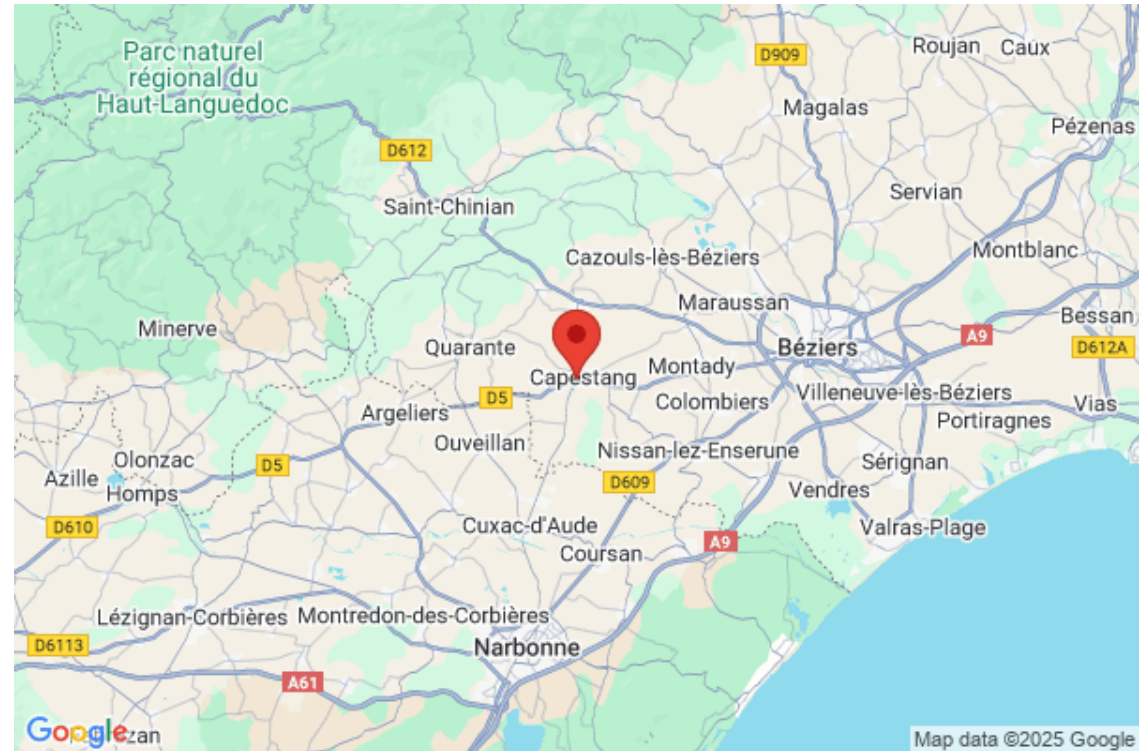 Parc naturel
régional du
Haut-Languedoc
D909
Roujan
Caux
Magalas
Pézenas
D612
Servian
Saint-Chinian
Montblanc
Cazouls-lès-Béziers
Maraussan
Bessan
Minerve
Quarante
A9
Béziers
D612A
Montady
Capestang
D5
Villeneuve-lès-Béziers
Colombiers
Vias
Argeliers
Portiragnes
Ouveillan
Nissan-lez-Enserune
Olonzac
D5
Sérignan
Azille
Homps
D609
Vendres
D610
Cuxac-d'Aude
Valras-Plage
Coursan
A9
Lézignan-Corbières
Montredon-des-Corbières
D6113
Narbonne
A61
Google
Map data ©2025 Google